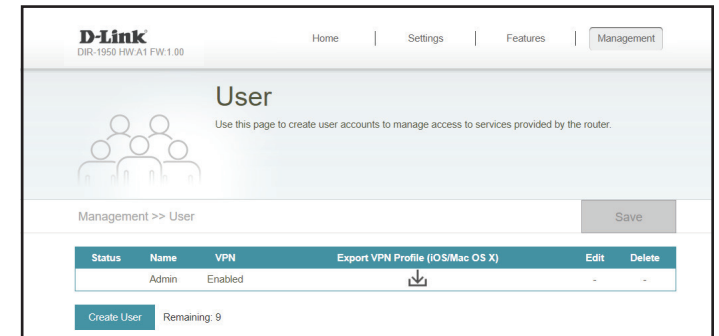 D-Link
DIR-1950 HW:A1 FW:1.00
Home | Settings | Features | Management
User
Use this page to create user accounts to manage access to services provided by the router.
Management >> User
Save
Status Name VPN Export VPN Profile (iOS/Mac OS X) Edit Delete
Admin Enabled - -
Create User Remaining: 9